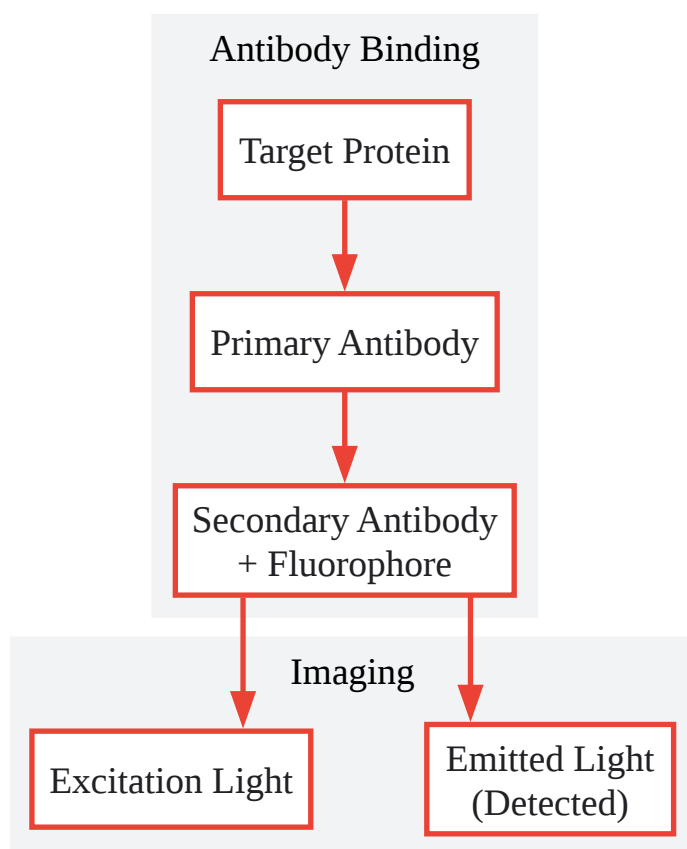 Antibody Binding
Target Protein
Primary Antibody
Secondary Antibody
+ Fluorophore
Imaging
Excitation Light
Emitted Light
(Detected)